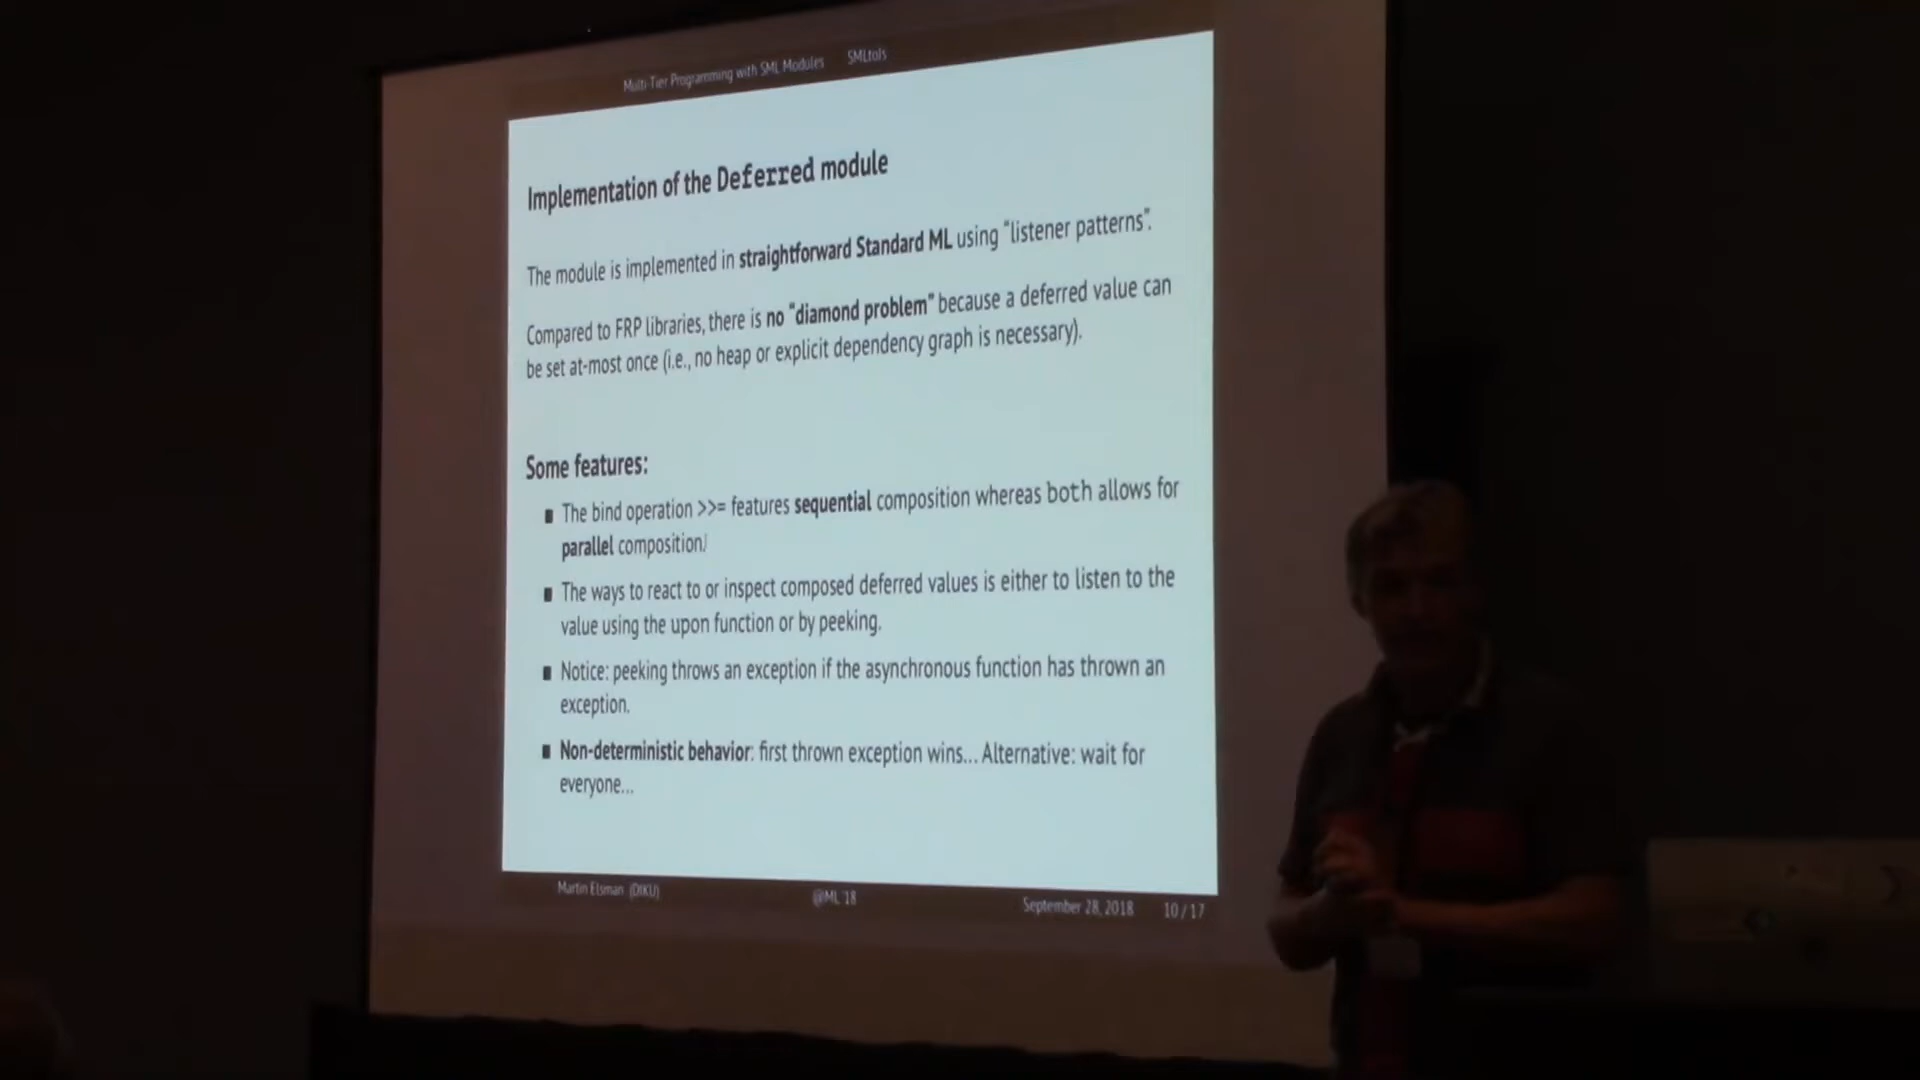 Multi-Tier Programming with SML Modules SMLtoJs
Implementation of the Deferred module
The module is implemented in straightforward Standard ML using “listener patterns”.
Compared to FRP libraries, there is no “diamond problem” because a deferred value can
be set at-most once (i.e., no heap or explicit dependency graph is necessary).
Some features:
■ The bind operation >>= features sequential composition whereas both allows for
parallel composition/
■ The ways to react to or inspect composed deferred values is either to listen to the
value using the upon function or by peeking.
■ Notice: peeking throws an exception if the asynchronous function has thrown an
exception.
■ Non-deterministic behavior: first thrown exception wins... Alternative: wait for
everyone...
Martin Elsman (DIKU) @ML'18 September 28, 2018 10 / 17